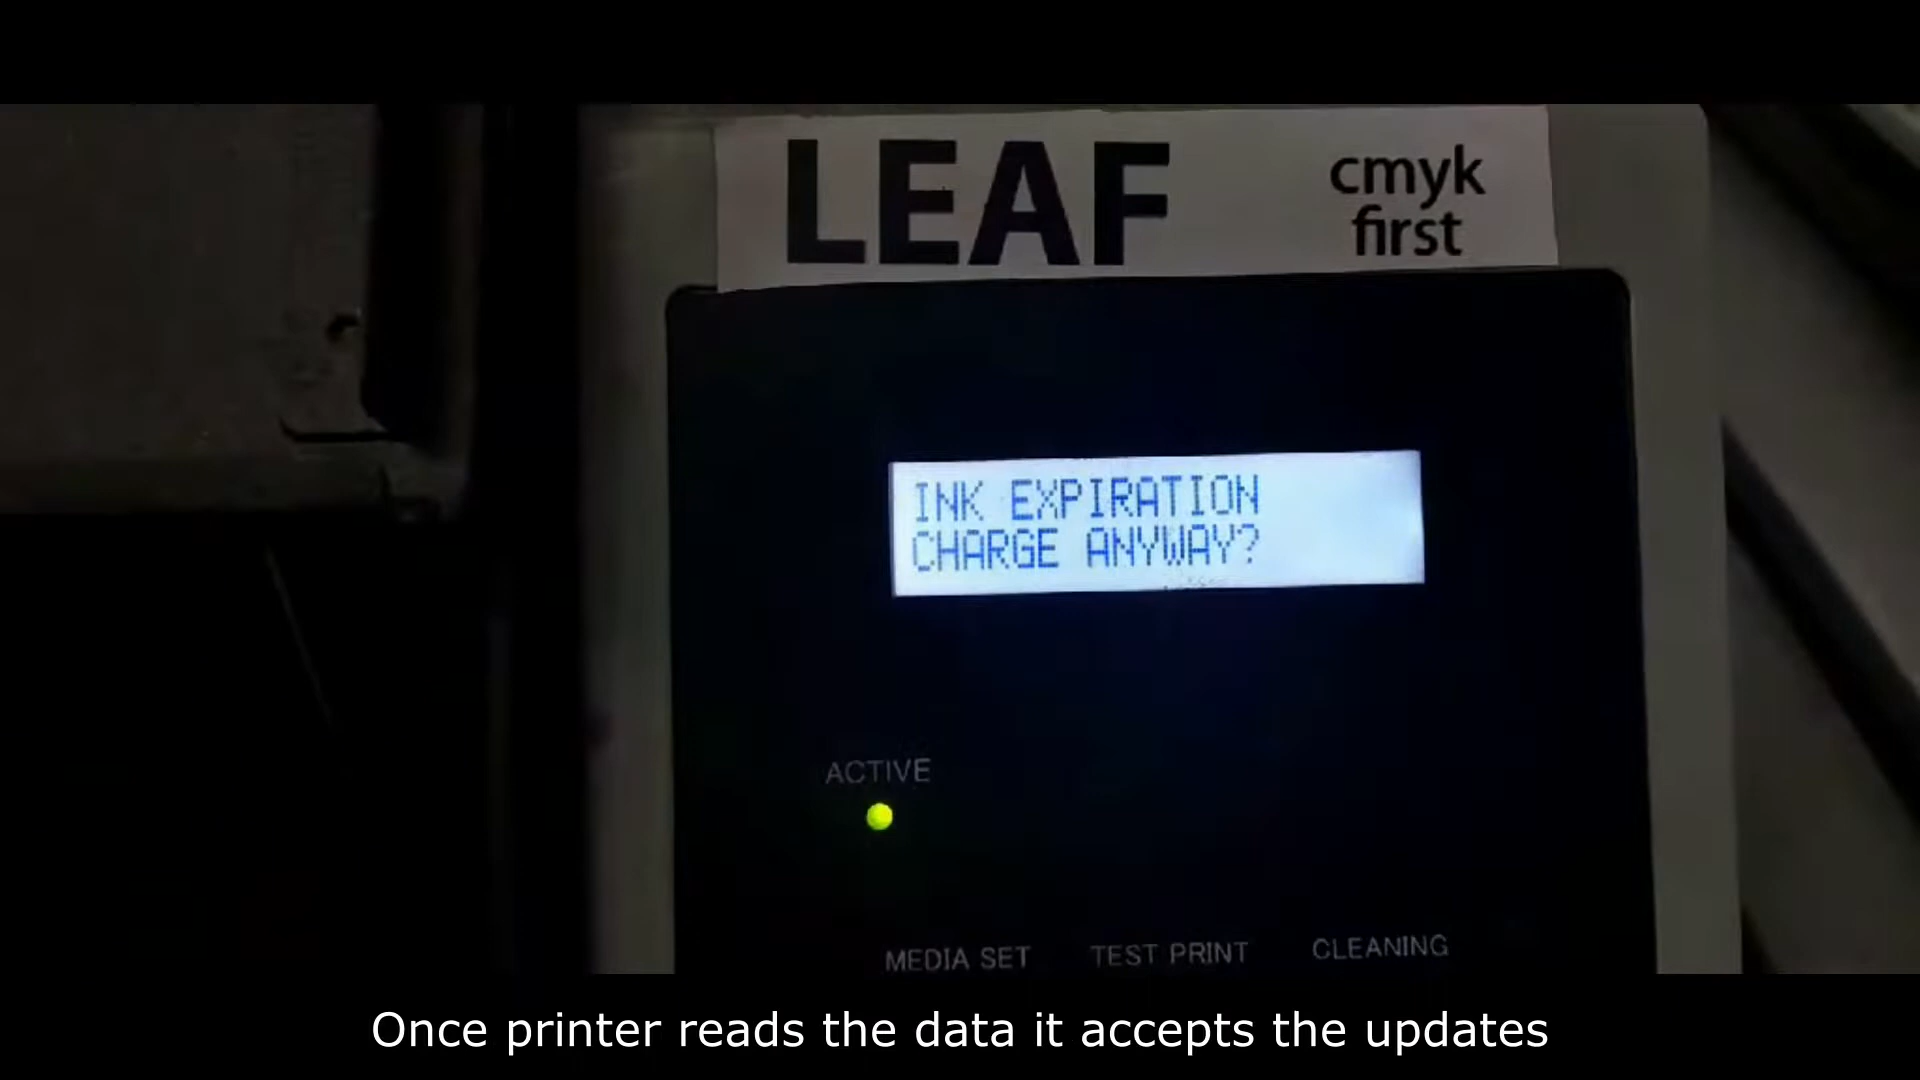 LEAF
cmyk
first
INK EXPIRATION
CHARGE ANYWAY?
ACTIVE
MEDIA SET TEST PRINT CLEANING
Once printer reads the data it accepts the updates